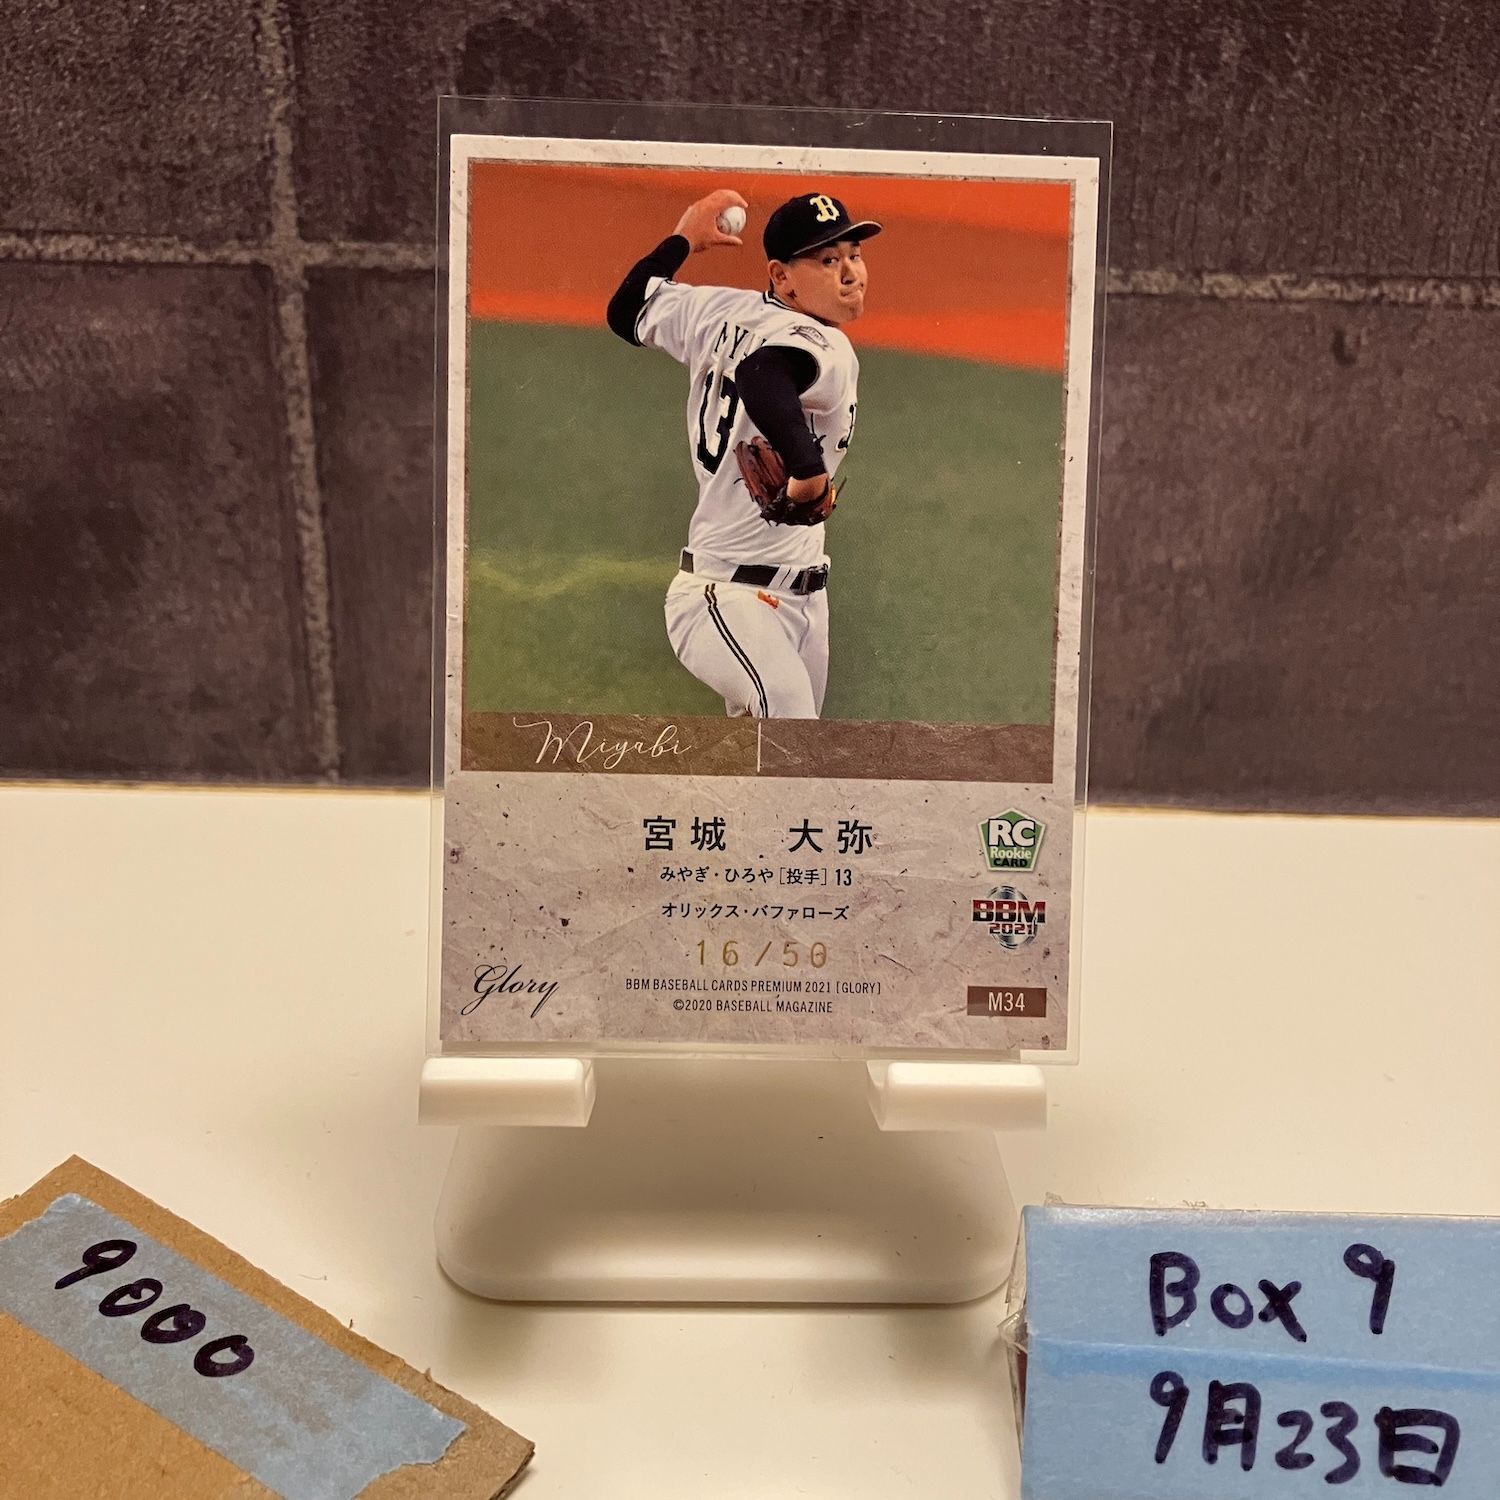 B
13
Miyabi
宮城 大弥
みやぎ・ひろや [投手] 13
オリックス・バファローズ
16/50
BBM BASEBALL CARDS PREMIUM 2021 [GLORY]
©2020 BASEBALL MAGAZINE
Glory
RC
Rookie
CARD
BBM
2021
M34
9000
Box 9
9月23日